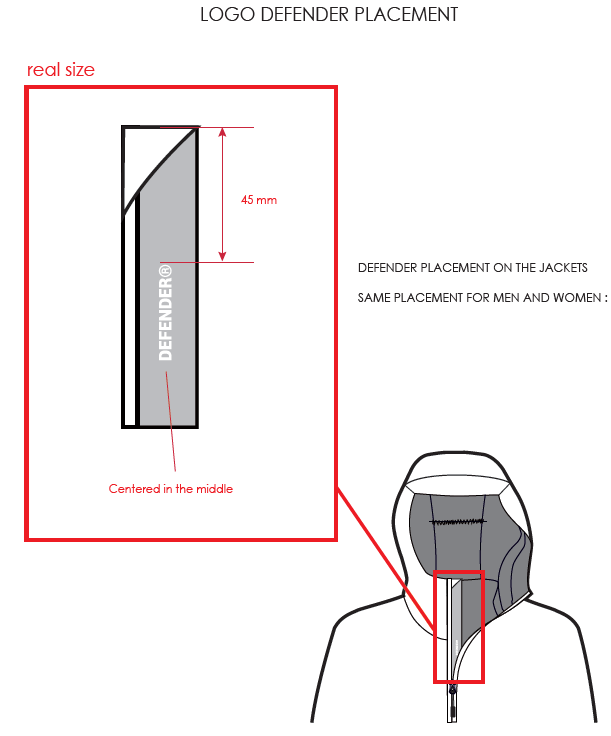 LOGO DEFENDER PLACEMENT
real size
45 mm
DEFENDER®
Centered in the middle
DEFENDER PLACEMENT ON THE JACKETS
SAME PLACEMENT FOR MEN AND WOMEN :